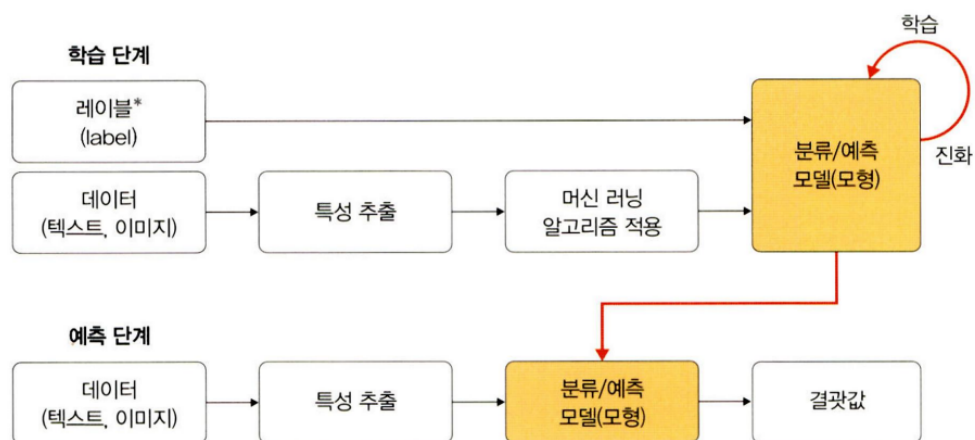 학습
학습 단계
레이블*
(label)
분류/예측
모델(모형)
진화
데이터
(텍스트, 이미지)
특성 추출
머신 러닝
알고리즘 적용
예측 단계
데이터
(텍스트, 이미지)
특성 추출
분류/예측
모델(모형)
결괏값